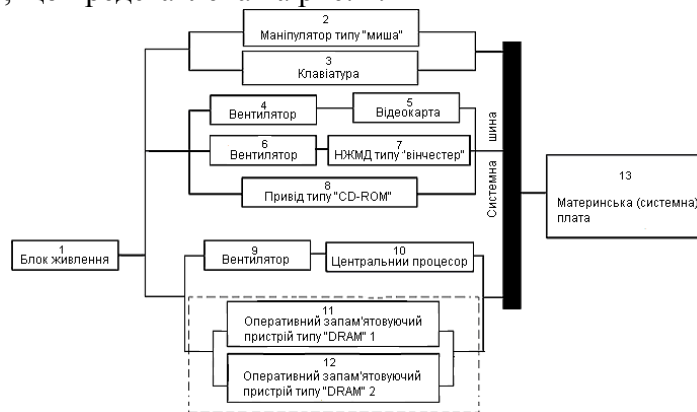 2
Маніпулятор типу "миша"
3
Клавіатура
4
Вентилятор
5
Відеокарта
6
Вентилятор
7
НЖМД типу "вінчестер"
8
Привід типу "CD-ROM"
Системна шина
13
Материнська (системна)
плата
1
Блок живлення
9
Вентилятор
10
Центральний процесор
11
Оперативний запам'ятовуючий
пристрій типу "DRAM" 1
12
Оперативний запам'ятовуючий
пристрій типу "DRAM" 2